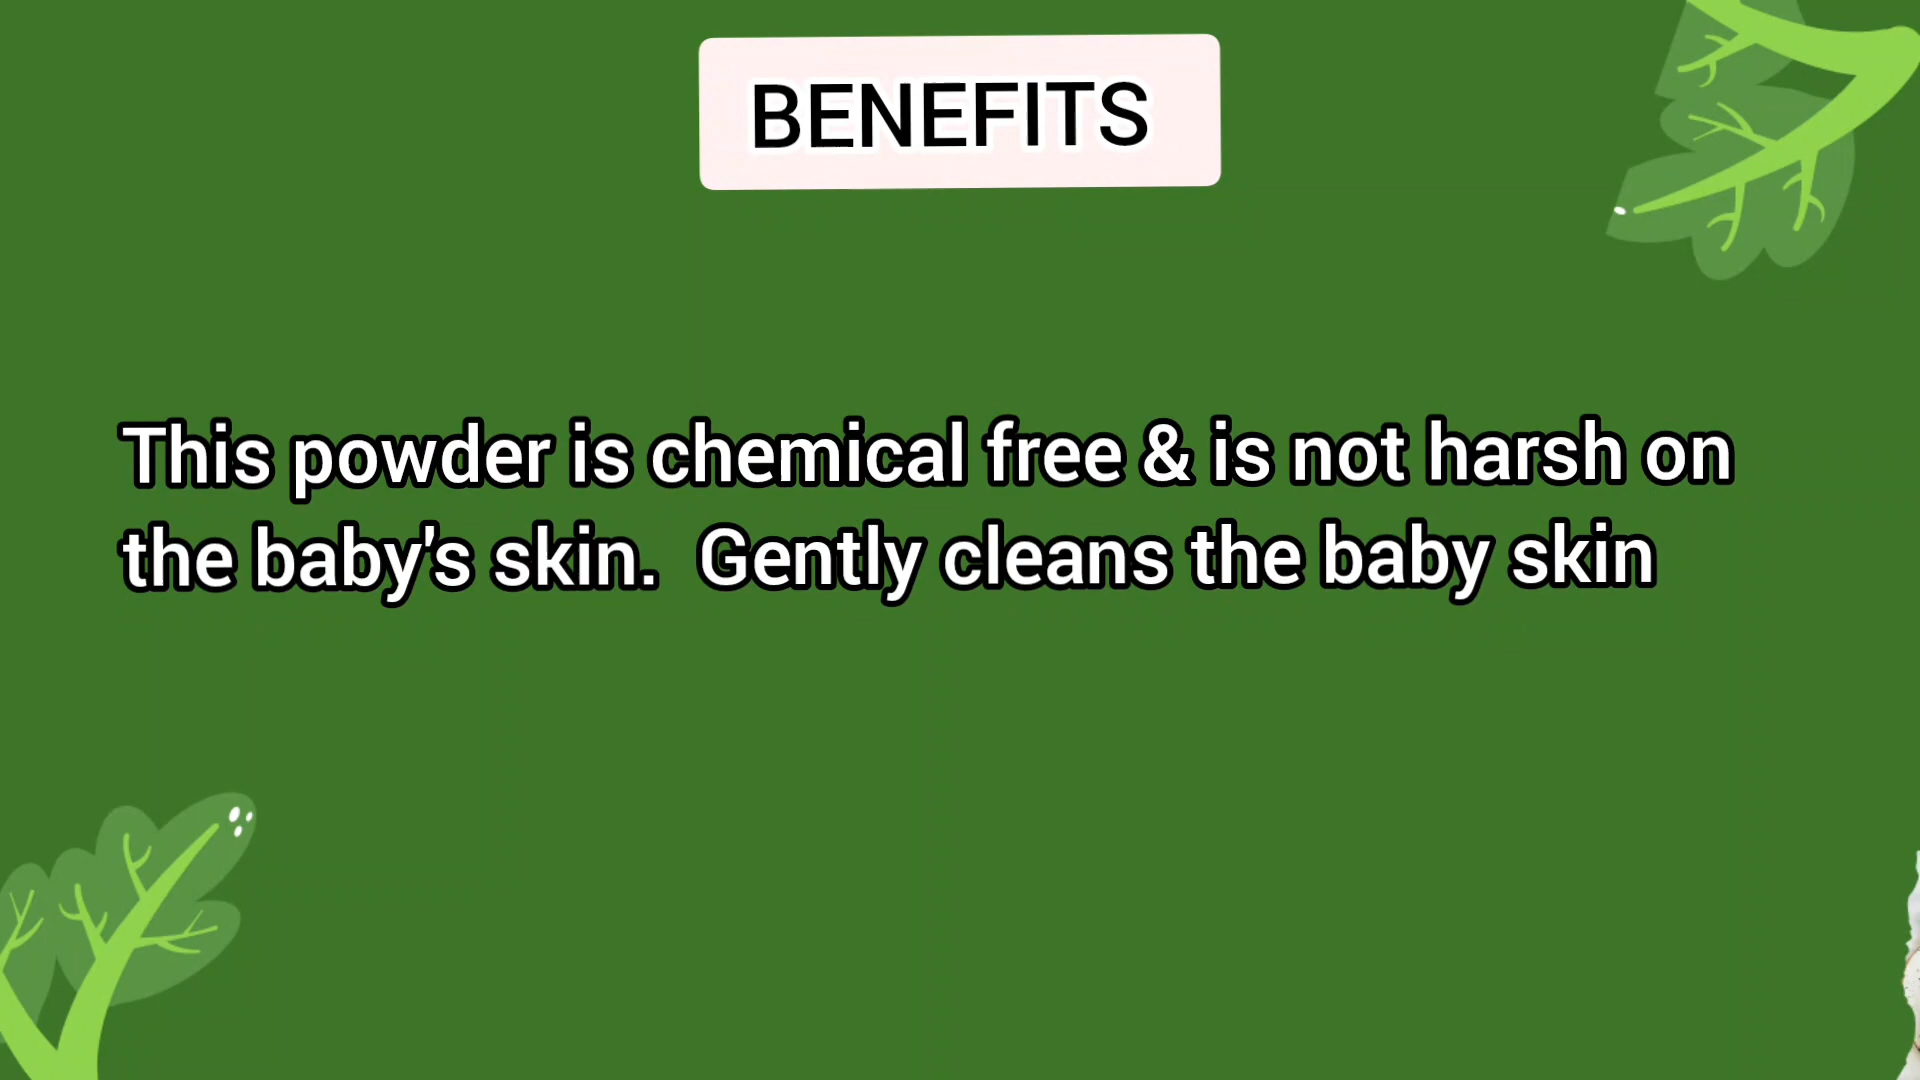 BENEFITS
This powder is chemical free & is not harsh on
the baby's skin.  Gently cleans the baby skin